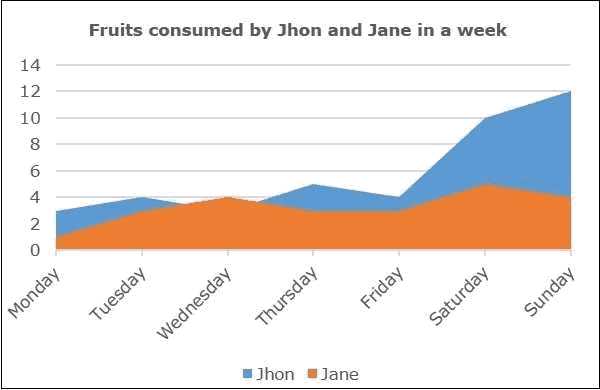 Fruits consumed by Jhon and Jane in a week
14
12
10
8
6
4
2
0
Monday
Tuesday
Wednesday
Thursday
Friday
Saturday
Sunday
Jhon
Jane